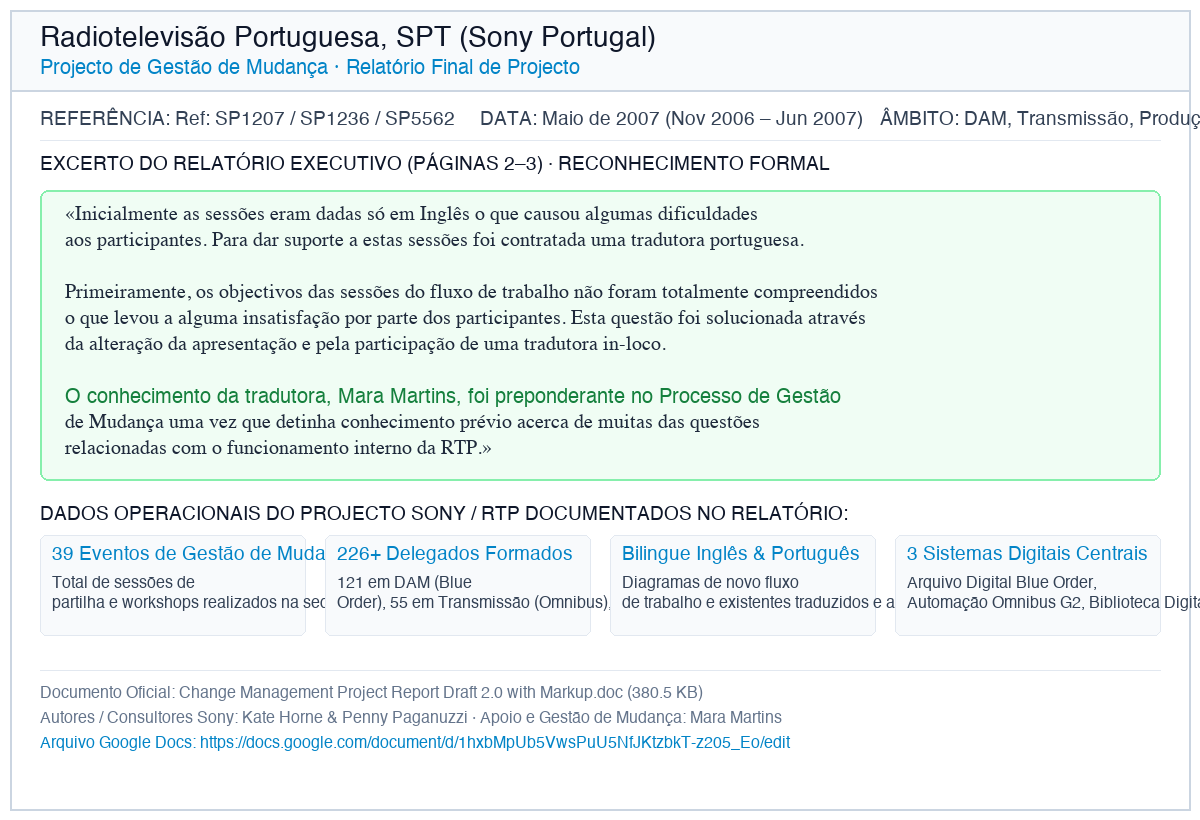 Radiotelevisão Portuguesa, SPT (Sony Portugal)
Projecto de Gestão de Mudança · Relatório Final de Projecto
REFERÊNCIA: Ref: SP1207 / SP1236 / SP5562 DATA: Maio de 2007 (Nov 2006 – Jun 2007) ÂMBITO: DAM, Transmissão, Produç
EXCERTO DO RELATÓRIO EXECUTIVO (PÁGINAS 2–3) · RECONHECIMENTO FORMAL
«Inicialmente as sessões eram dadas só em Inglês o que causou algumas dificuldades
aos participantes. Para dar suporte a estas sessões foi contratada uma tradutora portuguesa.
Primeiramente, os objectivos das sessões do fluxo de trabalho não foram totalmente compreendidos
o que levou a alguma insatisfação por parte dos participantes. Esta questão foi solucionada através
da alteração da apresentação e pela participação de uma tradutora in-loco.
O conhecimento da tradutora, Mara Martins, foi preponderante no Processo de Gestão
de Mudança uma vez que detinha conhecimento prévio acerca de muitas das questões
relacionadas com o funcionamento interno da RTP.»
DADOS OPERACIONAIS DO PROJECTO SONY / RTP DOCUMENTADOS NO RELATÓRIO:
39 Eventos de Gestão de Muda
Total de sessões de
partilha e workshops realizados na sed
226+ Delegados Formados
121 em DAM (Blue
Order), 55 em Transmissão (Omnibus),
Bilingue Inglês & Português
Diagramas de novo fluxo
de trabalho e existentes traduzidos e a
3 Sistemas Digitais Centrais
Arquivo Digital Blue Order,
Automação Omnibus G2, Biblioteca Digita
Documento Oficial: Change Management Project Report Draft 2.0 with Markup.doc (380.5 KB)
Autores / Consultores Sony: Kate Horne & Penny Paganuzzi · Apoio e Gestão de Mudança: Mara Martins
Arquivo Google Docs: https://docs.google.com/document/d/1hxbMpUb5VwsPuU5NfJKtzbkT-z205_Eo/edit